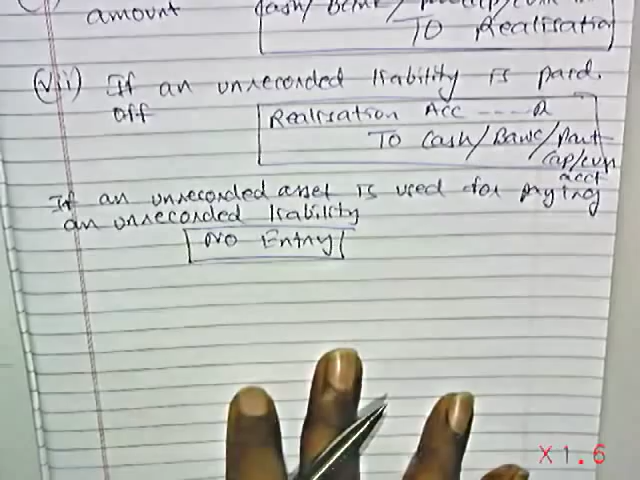 amount
TO Realisation
(vii) If an unrecorded liability is paid.
off
Realisation Acc ----- Dr
TO Cash/Bank/Part
Cap/curr
acct
If an unrecorded asset is used for paying
an unrecorded liability
NO Entry
X1.6